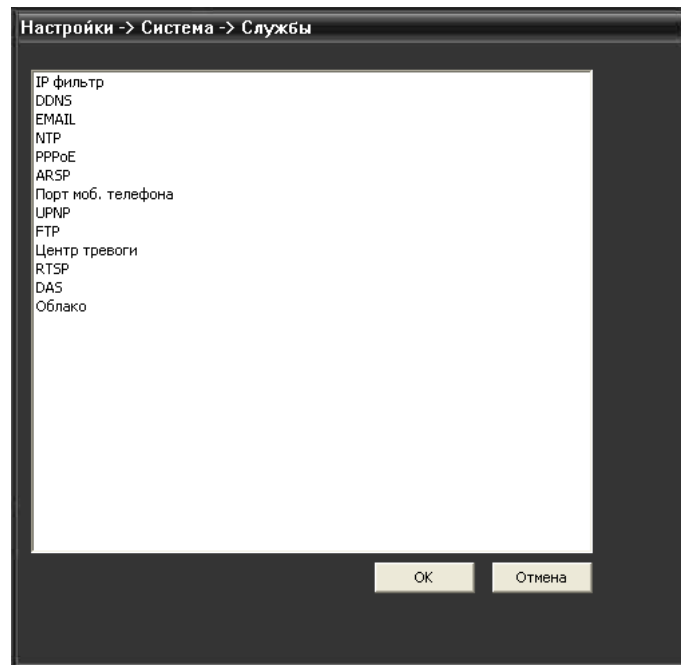 Настройки -> Система -> Службы
IP фильтр
DDNS
EMAIL
NTP
PPPoE
ARSP
Порт моб. телефона
UPNP
FTP
Центр тревоги
RTSP
DAS
Облако
OK
Отмена